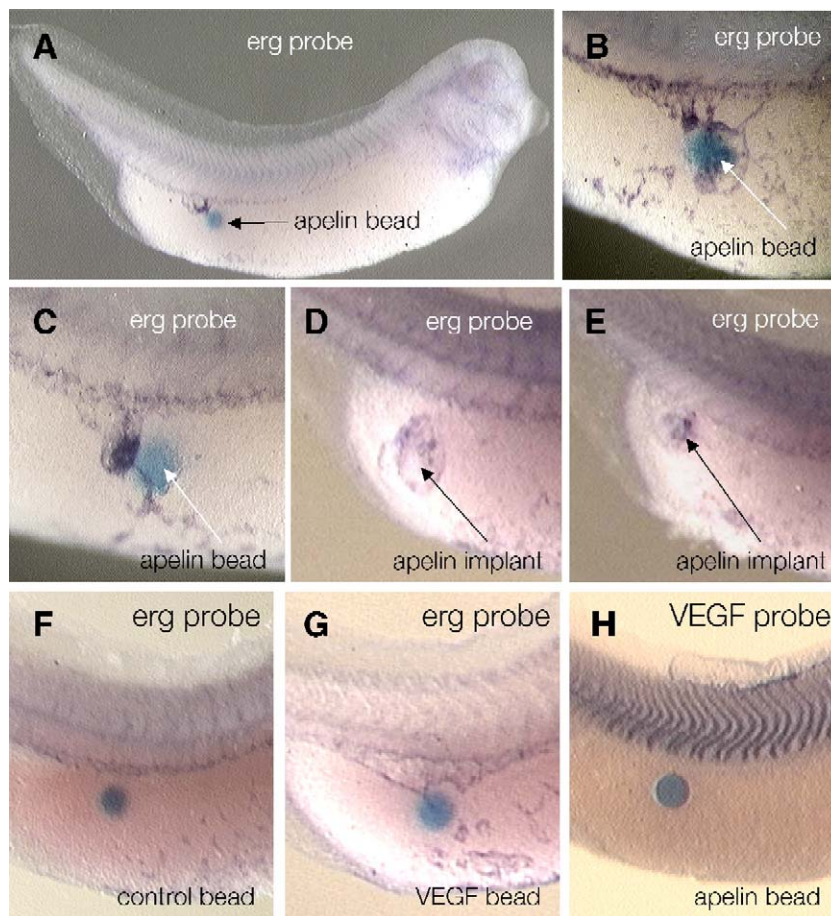 A
erg probe
apelin bead
B
erg probe
apelin bead
C
erg probe
apelin bead
D
erg probe
apelin implant
E
erg probe
apelin implant
F
erg probe
control bead
G
erg probe
VEGF bead
H
VEGF probe
apelin bead